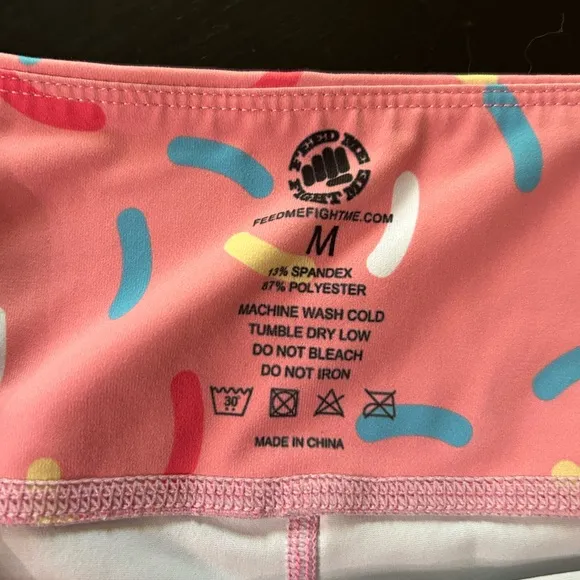 FEED ME
FIGHT ME
FEEDMEFIGHTME.COM
M
13% SPANDEX
87% POLYESTER
MACHINE WASH COLD
TUMBLE DRY LOW
DO NOT BLEACH
DO NOT IRON
30°
MADE IN CHINA